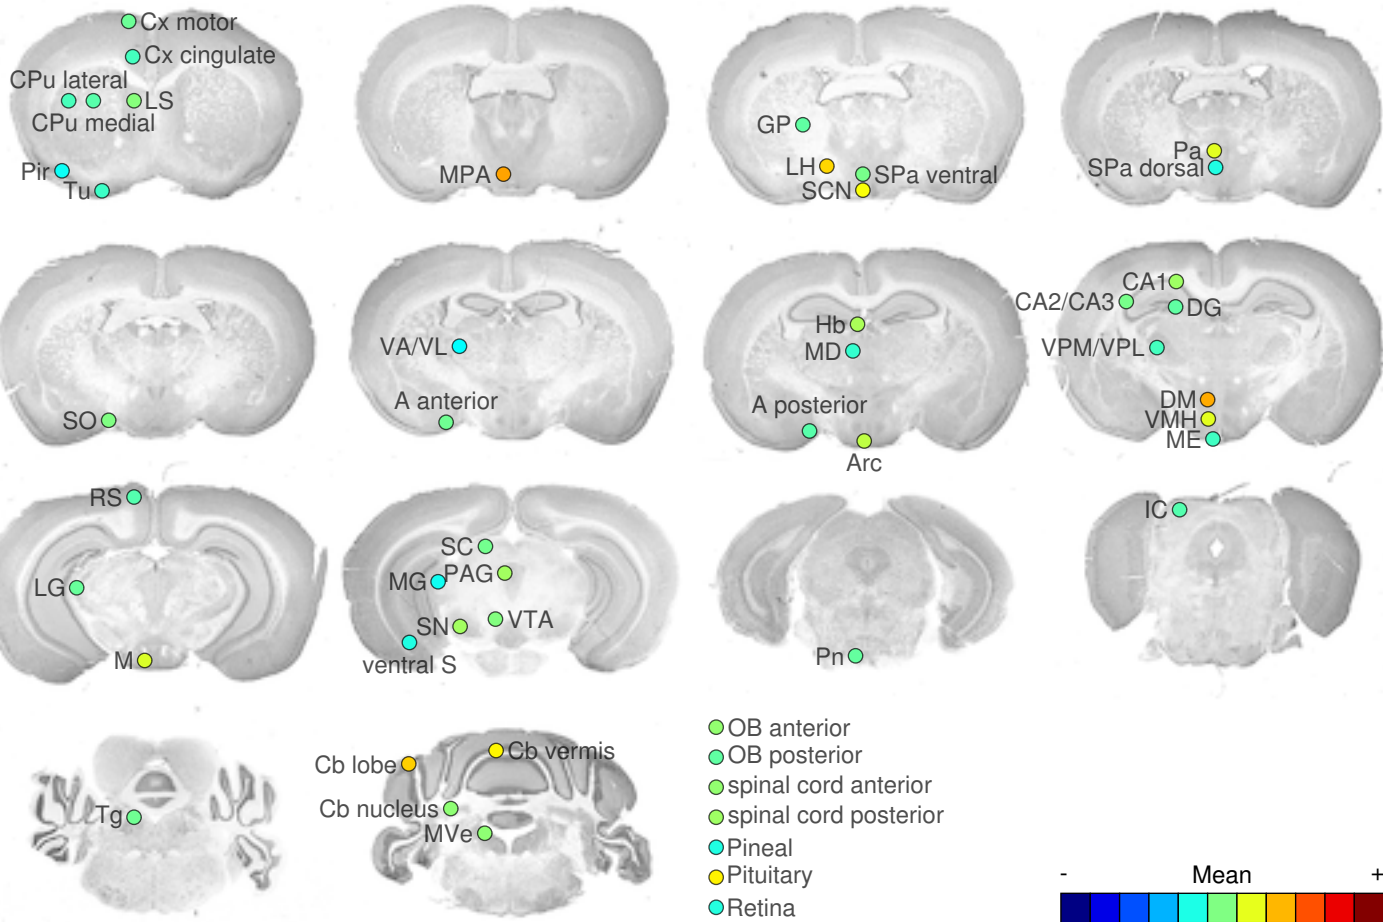 Cx motor
Cx cingulate
CPu lateral
LS
CPu medial
Pir
Tu
MPA
GP
LH
SPa ventral
SCN
Pa
SPa dorsal
SO
VA/VL
A anterior
Hb
MD
A posterior
Arc
CA1
CA2/CA3
DG
VPM/VPL
DM
VMH
ME
RS
LG
M
SC
MG
PAG
SN
VTA
ventral S
Pn
IC
Tg
Cb lobe
Cb vermis
Cb nucleus
MVe
OB anterior
OB posterior
spinal cord anterior
spinal cord posterior
Pineal
Pituitary
Retina
- Mean +